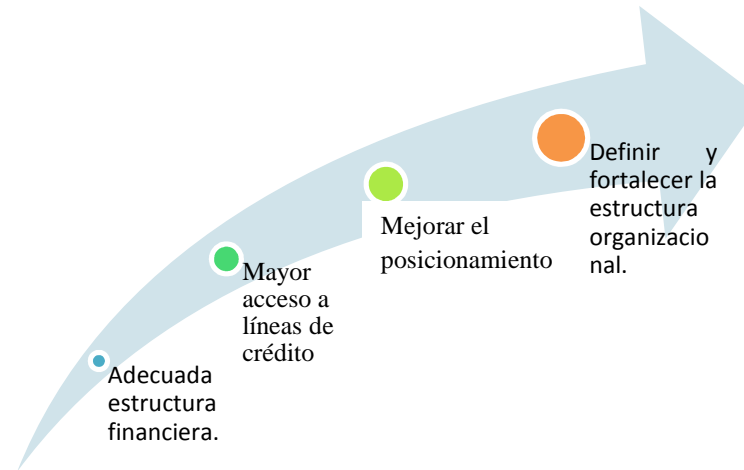 Adecuada
estructura
financiera.
Mayor
acceso a
líneas de
crédito
Mejorar el
posicionamiento
Definir y
fortalecer la
estructura
organizacio
nal.